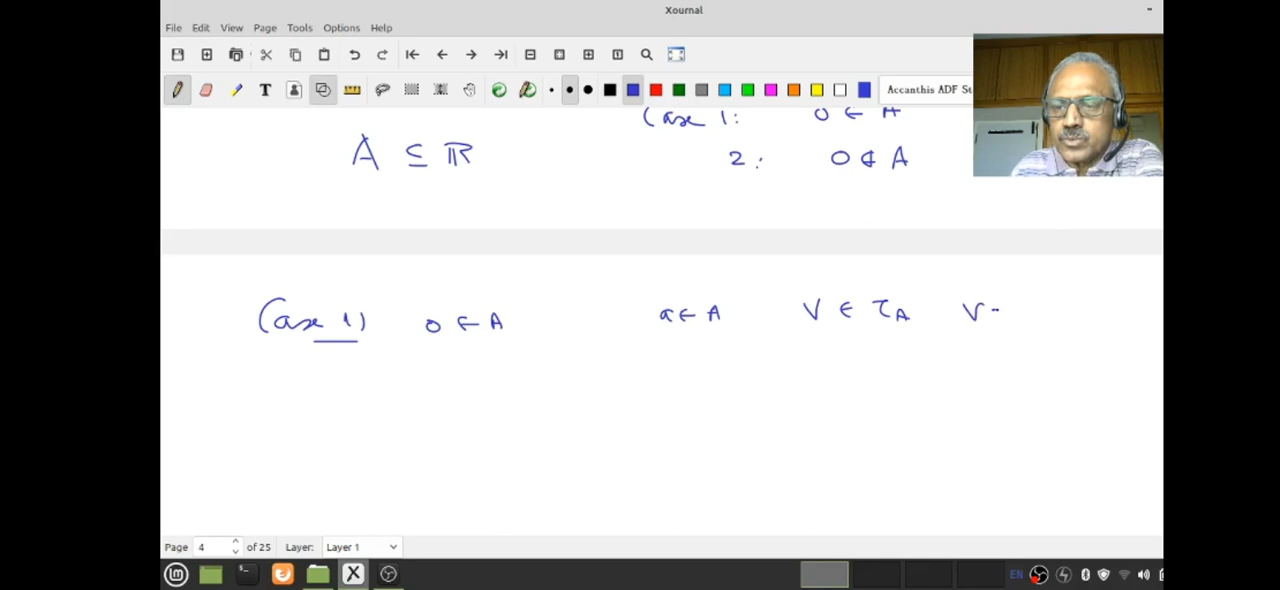 Xournal
File Edit View Page Tools Options Help
T Accanthis ADF St
Case 1: 0 ∈ A
A ⊆ ℝ 2: 0 ∉ A
Case 1) 0 ∈ A a ∈ A V ∈ τ_A V
Page 4 of 25 Layer: Layer 1
EN